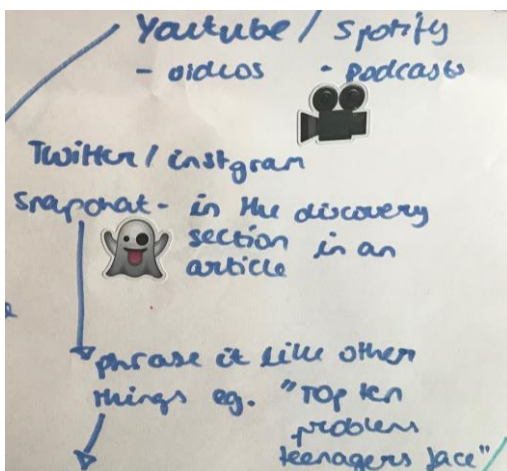 Youtube / Spotify
- videos - podcasts
Twitter / instgram
Snapchat - in the discovery
section in an
article
phrase it like other
things eg. "Top ten
problems
teenagers face"